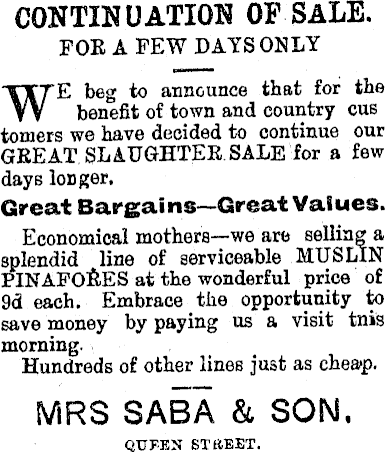 CONTINUATION OF SALE.
FOR A FEW DAYS ONLY
WE beg to announce that for the
benefit of town and country cus
tomers we have decided to continue our
GREAT SLAUGHTER SALE for a few
days longer.
Great Bargains—Great Values.
Economical mothers—we are selling a
splendid line of serviceable MUSLIN
PINAFORES at the wonderful price of
9d each. Embrace the opportunity to
save money by paying us a visit tnis
morning.
Hundreds of other lines just as cheap.
MRS SABA & SON,
QUEEN STREET.